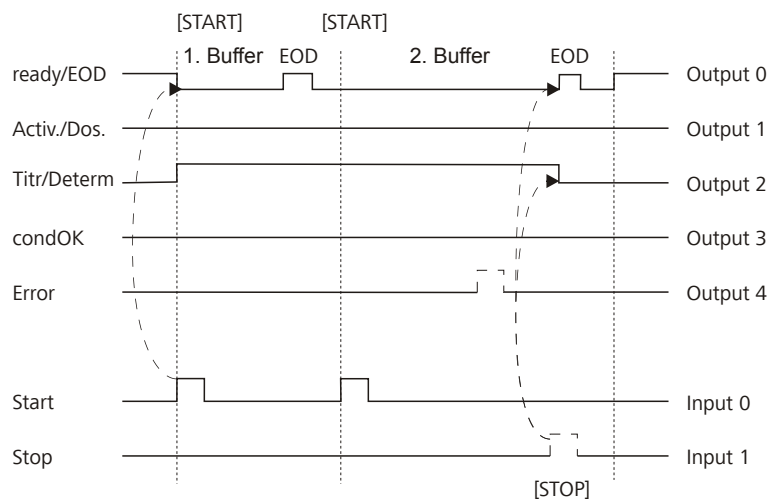 [START] [START]
1. Buffer EOD 2. Buffer EOD
ready/EOD Output 0
Activ./Dos. Output 1
Titr/Determ Output 2
condOK Output 3
Error Output 4
Start Input 0
Stop Input 1
[STOP]